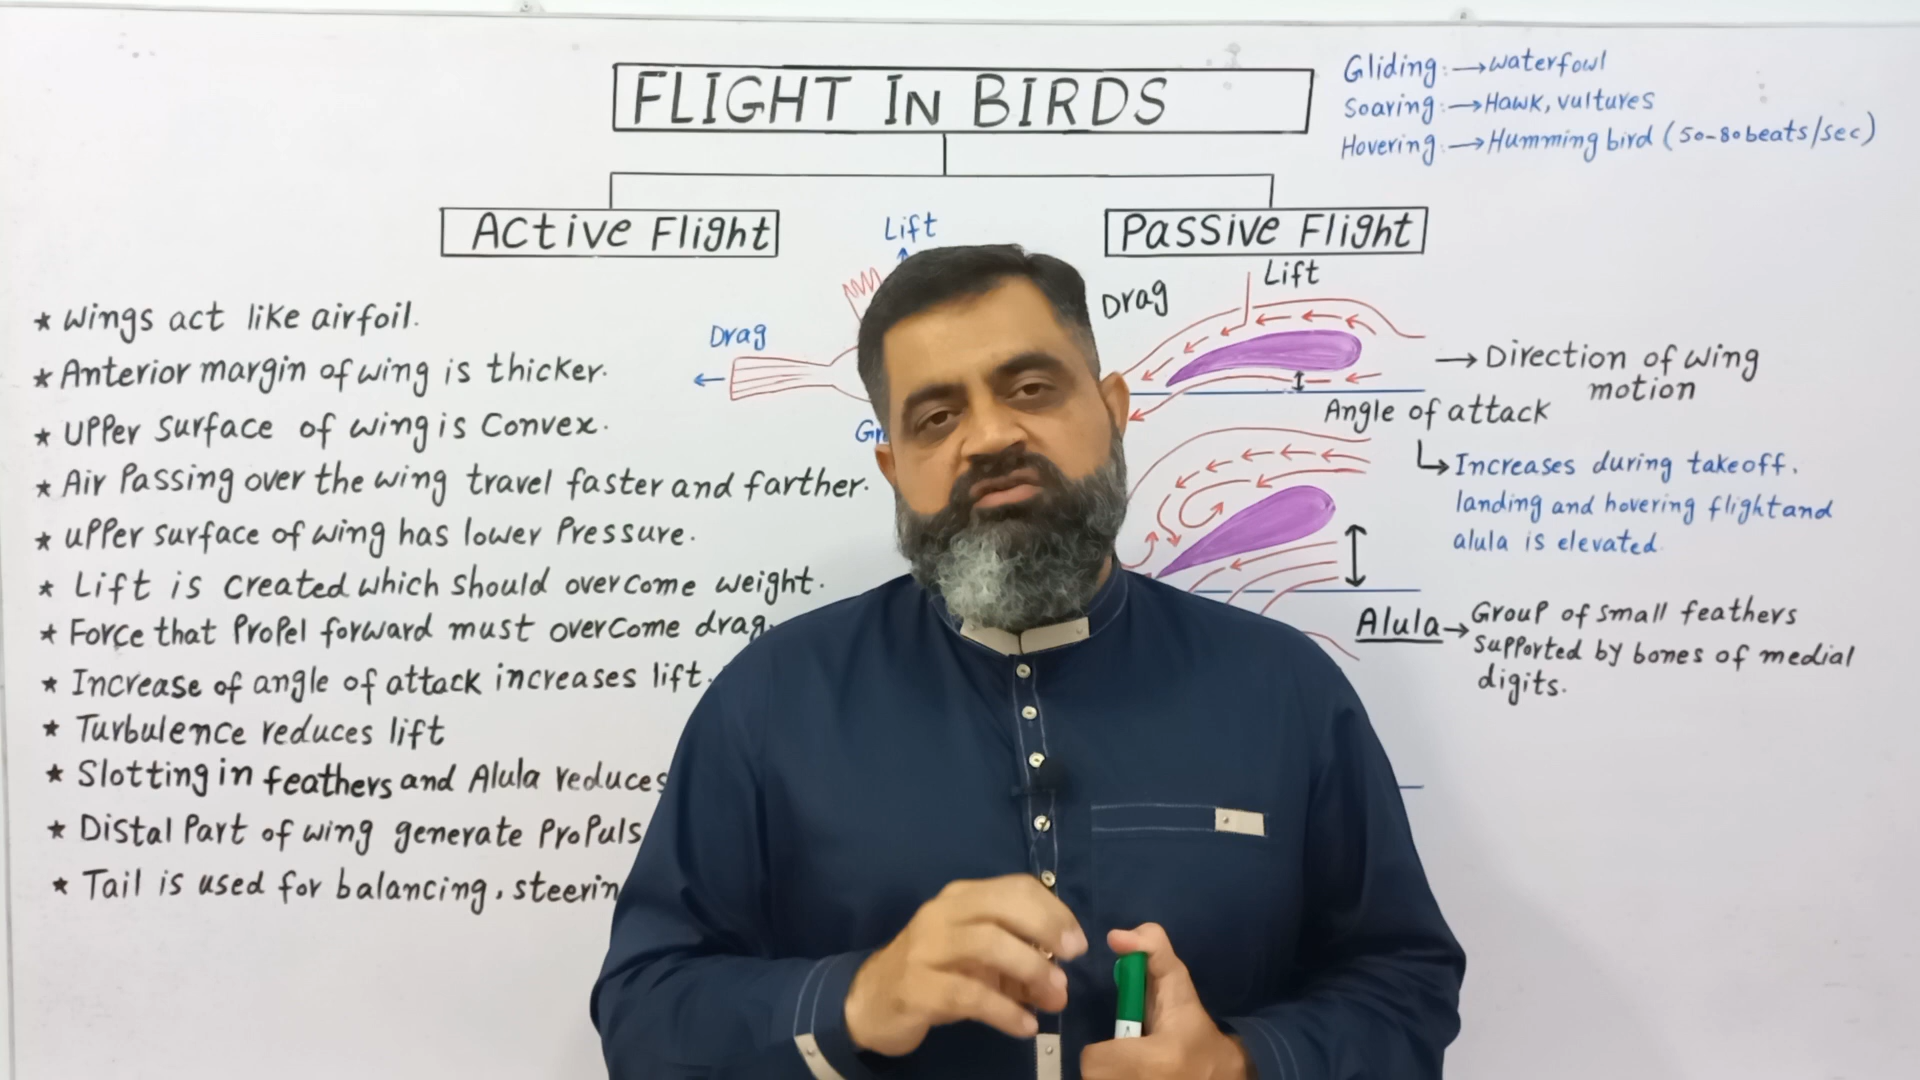 FLIGHT IN BIRDS
Gliding: →waterfowl
Soaring: →Hawk, vultures
Hovering: →Humming bird (50-80 beats/sec)
Active Flight
Passive Flight
★ Wings act like airfoil.
★ Anterior margin of wing is thicker.
★ Upper surface of wing is Convex.
★ Air Passing over the wing travel faster and farther.
★ upper surface of wing has lower Pressure.
★ Lift is created which should overcome weight.
★ Force that Propel forward must overcome drag.
★ Increase of angle of attack increases lift.
★ Turbulence reduces lift
★ Slotting in feathers and Alula reduces
★ Distal Part of wing generate
★ Tail is used for balancing,
Lift
Drag
Drag
Lift
→ Direction of wing
motion
Angle of attack
Increases during takeoff,
landing and hovering flight and
alula is elevated.
Alula→Group of small feathers
supported by bones of medial
digits.